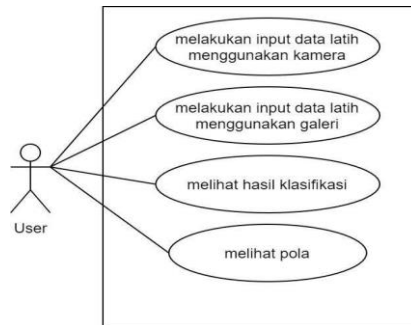 melakukan input data latih
menggunakan kamera
melakukan input data latih
menggunakan galeri
melihat hasil klasifikasi
User
melihat pola